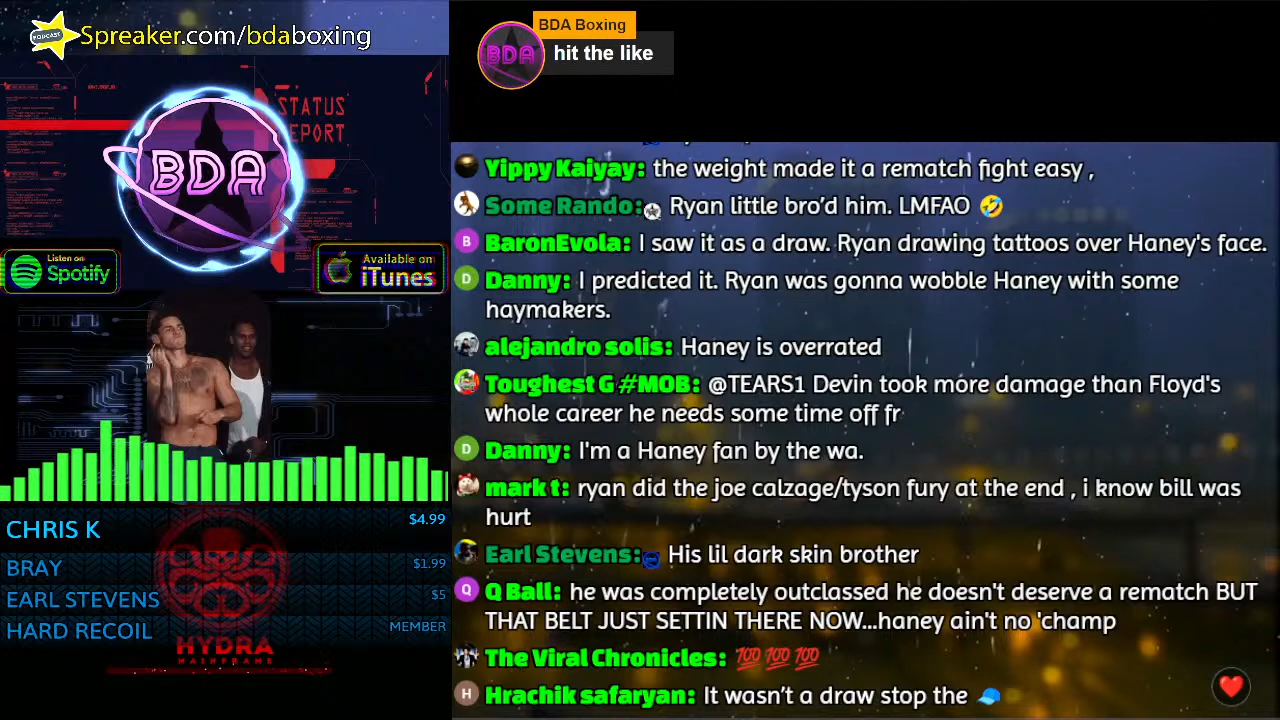 PODCAST
Spreaker.com/bdaboxing
STATUS
REPORT
BDA
Listen on
Spotify
Available on
iTunes
CHRIS K $4.99
BRAY $1.99
EARL STEVENS $5
HARD RECOIL MEMBER
HYDRA
MAINFRAME
BDA Boxing
BDA
hit the like
Yippy Kaiyay: the weight made it a rematch fight easy ,
Some Rando: Ryan little bro’d him. LMFAO 🤣
B BaronEvola: I saw it as a draw. Ryan drawing tattoos over Haney's face.
D Danny: I predicted it. Ryan was gonna wobble Haney with some
haymakers.
alejandro solis: Haney is overrated
Toughest G #MOB: @TEARS1 Devin took more damage than Floyd's
whole career he needs some time off fr
D Danny: I'm a Haney fan by the wa.
mark t: ryan did the joe calzage/tyson fury at the end , i know bill was
hurt
Earl Stevens: His lil dark skin brother
Q Q Ball: he was completely outclassed he doesn't deserve a rematch BUT
THAT BELT JUST SETTIN THERE NOW...haney ain't no 'champ
The Viral Chronicles: 💯💯💯
H Hrachik safaryan: It wasn’t a draw stop the 🧢